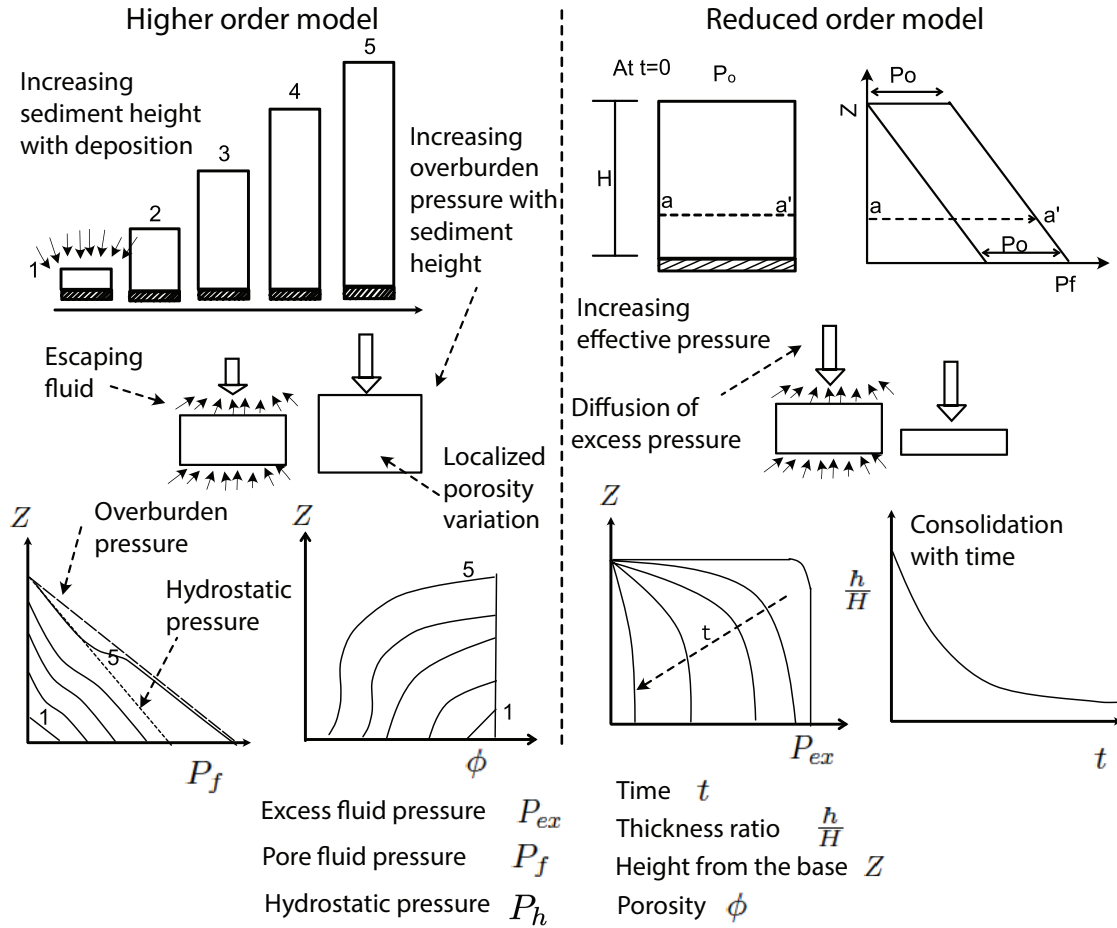 Higher order model
Increasing
sediment height
with deposition
1
2
3
4
5
Increasing
overburden
pressure with
sediment
height
Escaping
fluid
Localized
porosity
variation
Z
Overburden
pressure
Hydrostatic
pressure
5
1
P_f
Z
5
1
ϕ
Reduced order model
At t=0
P_o
H
a
a'
Z
Po
a
a'
Po
Pf
Increasing
effective pressure
Diffusion of
excess pressure
Z
t
P_ex
Consolidation
with time
ħ/H
t
Excess fluid pressure P_ex
Pore fluid pressure P_f
Hydrostatic pressure P_h
Time t
Thickness ratio ħ/H
Height from the base Z
Porosity ϕ